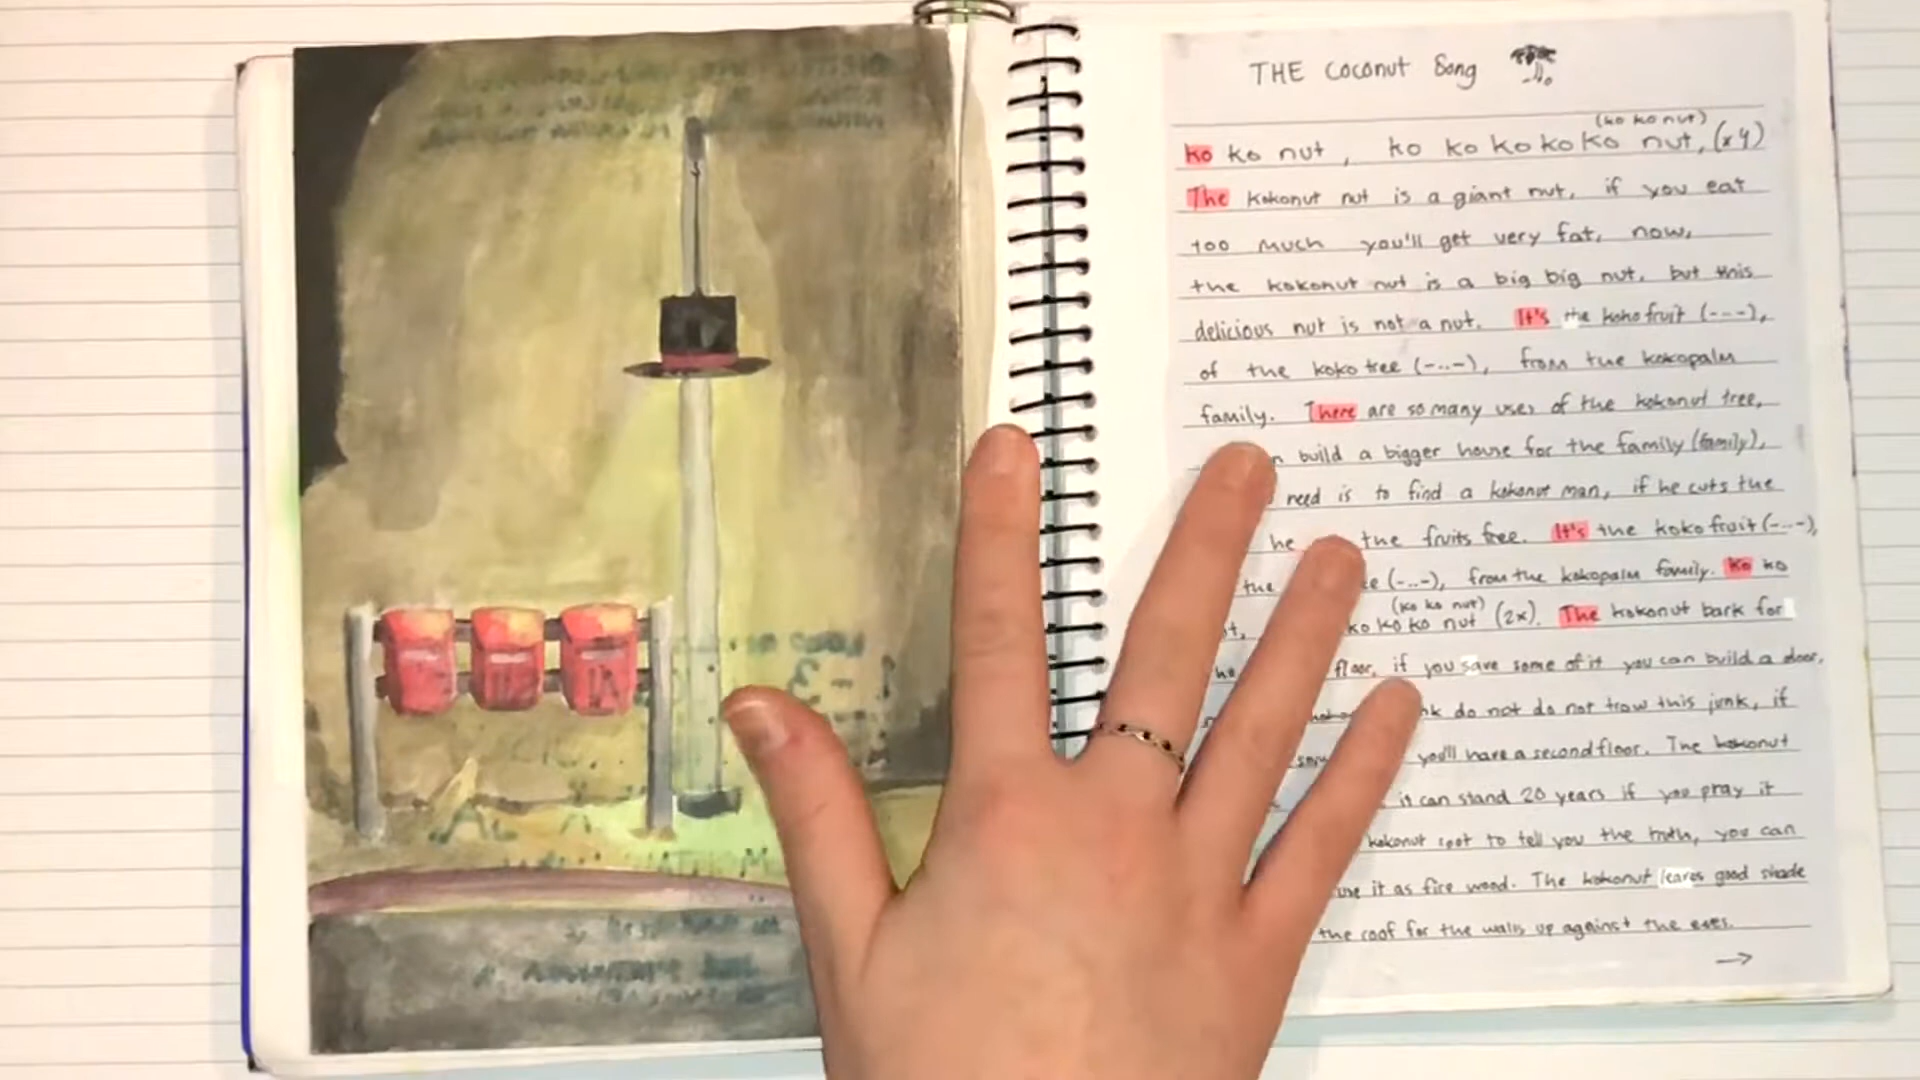 THE Coconut Song
(ko ko nut)
ko ko nut, ko ko ko ko ko nut, (x4)
The kokonut nut is a giant nut, if you eat
too much you'll get very fat, now,
the kokonut nut is a big big nut, but this
delicious nut is not a nut. It's the koko fruit (-..-),
of the koko tree (-..-), from the kokopalm
family. There are so many uses of the kokonut tree,
build a bigger house for the family (family),
need is to find a kokonut man, if he cuts the
he the fruits free. It's the koko fruit (-..-),
the (-..-), from the kokopalm family. ko ko
(ko ko nut)
ko ko ko nut (2x). The kokonut bark for
floor, if you save some of it you can build a door,
do not do not trow this junk, if
you'll have a second floor. The kokonut
it can stand 20 years if you pray it
kokonut root to tell you the truth, you can
use it as fire wood. The kokonut leaves good shade
the roof for the walls up against the eves.